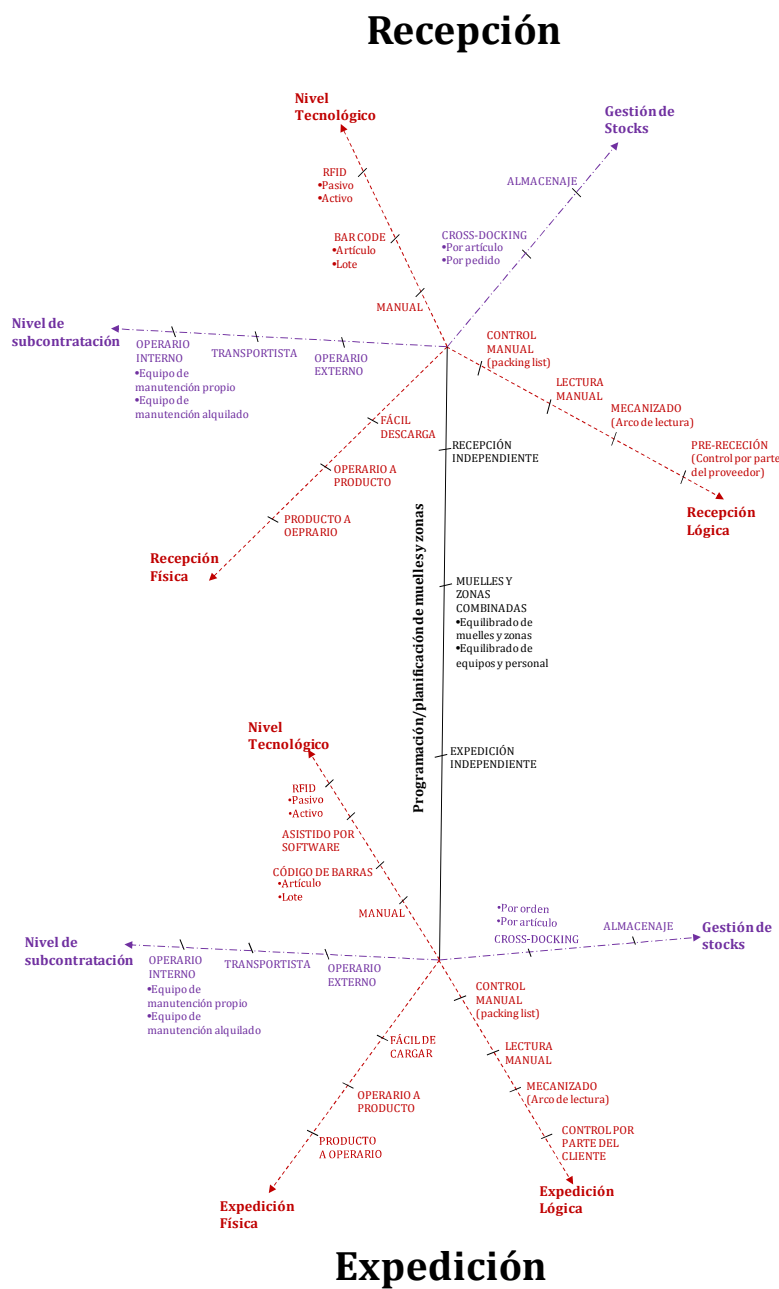 Recepción
Nivel
Tecnológico
Gestión de
Stocks
RFID
•Pasivo
•Activo
ALMACENAJE
BAR CODE
•Artículo
•Lote
CROSS-DOCKING
•Por artículo
•Por pedido
MANUAL
Nivel de
subcontratación
OPERARIO
INTERNO
•Equipo de
manutención propio
•Equipo de
manutención alquilado
TRANSPORTISTA
OPERARIO
EXTERNO
CONTROL
MANUAL
(packing list)
LECTURA
MANUAL
MECANIZADO
(Arco de lectura)
PRE-RECECIÓN
(Control por parte
del proveedor)
Recepción
Lógica
FÁCIL
DESCARGA
OPERARIO A
PRODUCTO
PRODUCTO A
OEPRARIO
Recepción
Física
RECEPCIÓN
INDEPENDIENTE
Programación/planificación de muelles y zonas
MUELLES Y
ZONAS
COMBINADAS
•Equilibrado de
muelles y zonas
•Equilibrado de
equipos y personal
EXPEDICIÓN
INDEPENDIENTE
Nivel
Tecnológico
RFID
•Pasivo
•Activo
ASISTIDO POR
SOFTWARE
CÓDIGO DE BARRAS
•Artículo
•Lote
MANUAL
•Por orden
•Por artículo
CROSS-DOCKING
ALMACENAJE
Gestión de
stocks
Nivel de
subcontratación
OPERARIO
INTERNO
•Equipo de
manutención propio
•Equipo de
manutención alquilado
TRANSPORTISTA
OPERARIO
EXTERNO
CONTROL
MANUAL
(packing list)
LECTURA
MANUAL
MECANIZADO
(Arco de lectura)
CONTROL POR
PARTE DEL
CLIENTE
Expedición
Lógica
FÁCIL DE
CARGAR
OPERARIO A
PRODUCTO
PRODUCTO
A OPERARIO
Expedición
Física
Expedición